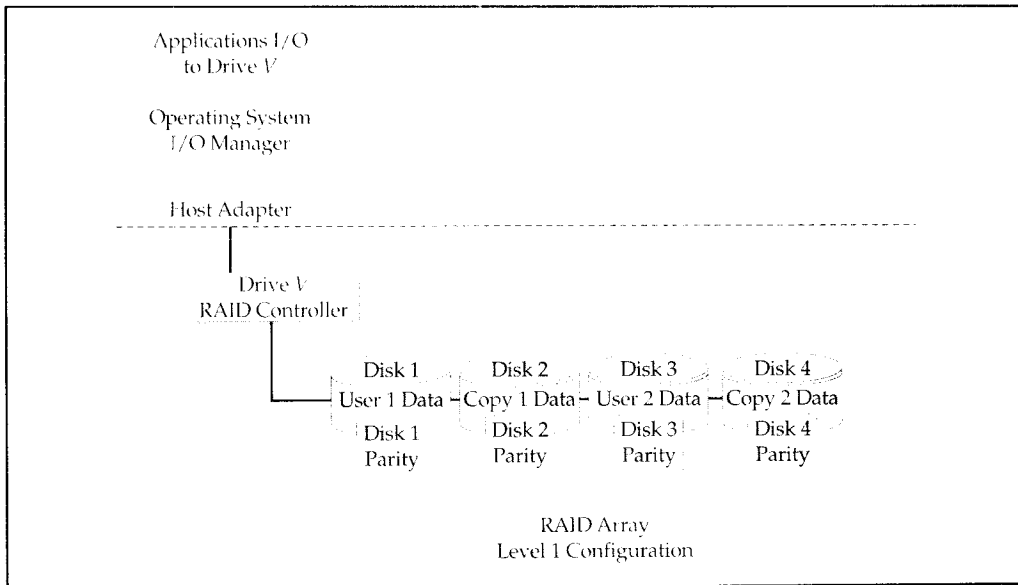 Applications I/O
to Drive V
Operating System
I/O Manager
Host Adapter
Drive V
RAID Controller
Disk 1 Disk 2 Disk 3 Disk 4
User 1 Data Copy 1 Data User 2 Data Copy 2 Data
Disk 1 Disk 2 Disk 3 Disk 4
Parity Parity Parity Parity
RAID Array
Level 1 Configuration